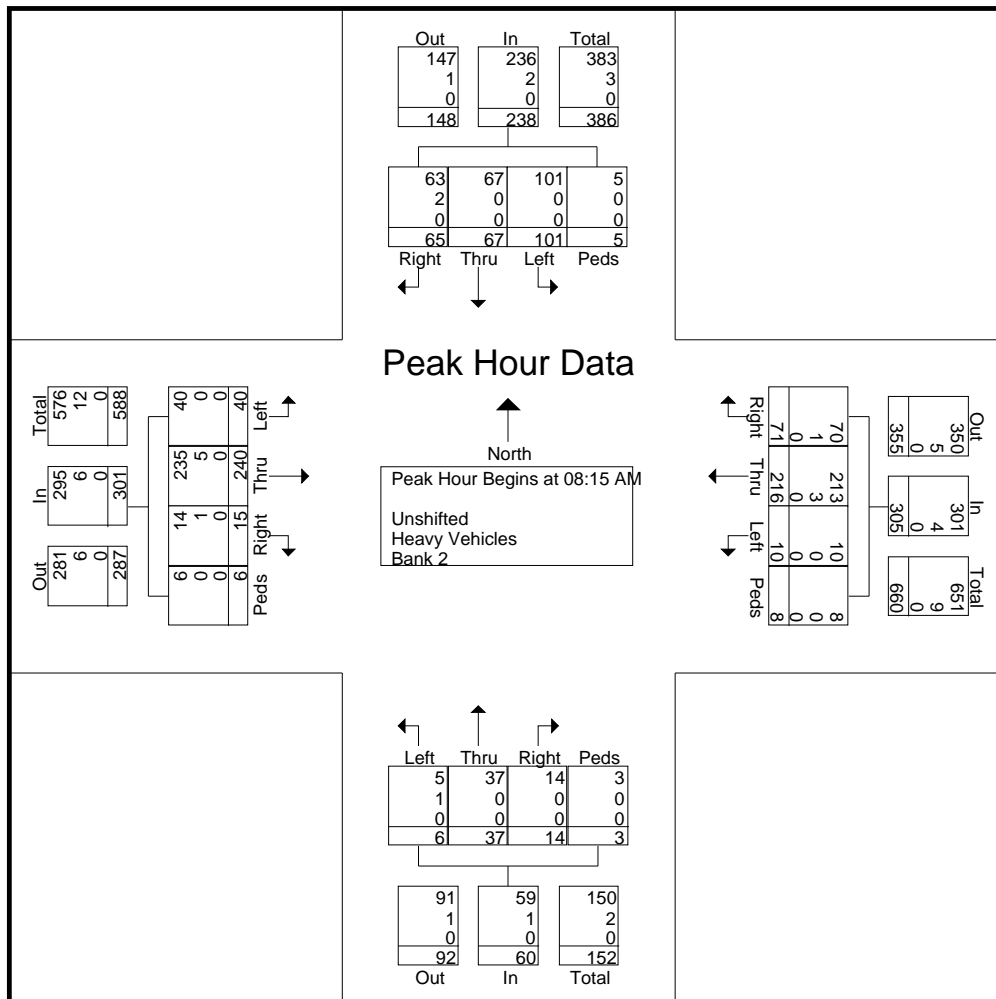 Out In Total
147 236 383
1 2 3
0 0 0
148 238 386
63 67 101 5
2 0 0 0
0 0 0 0
65 67 101 5
Right Thru Left Peds
Peak Hour Data
North
Peak Hour Begins at 08:15 AM
Unshifted
Heavy Vehicles
Bank 2
Out In Total
281 295 576
6 6 12
0 0 0
287 301 588
6 14 235 40
0 1 5 0
0 0 0 0
6 15 240 40
Peds Right Thru Left
Out In Total
350 301 651
5 4 9
0 0 0
355 305 660
70 213 10 8
1 3 0 0
0 0 0 0
71 216 10 8
Right Thru Left Peds
Left Thru Right Peds
5 37 14 3
1 0 0 0
0 0 0 0
6 37 14 3
91 59 150
1 1 2
0 0 0
92 60 152
Out In Total